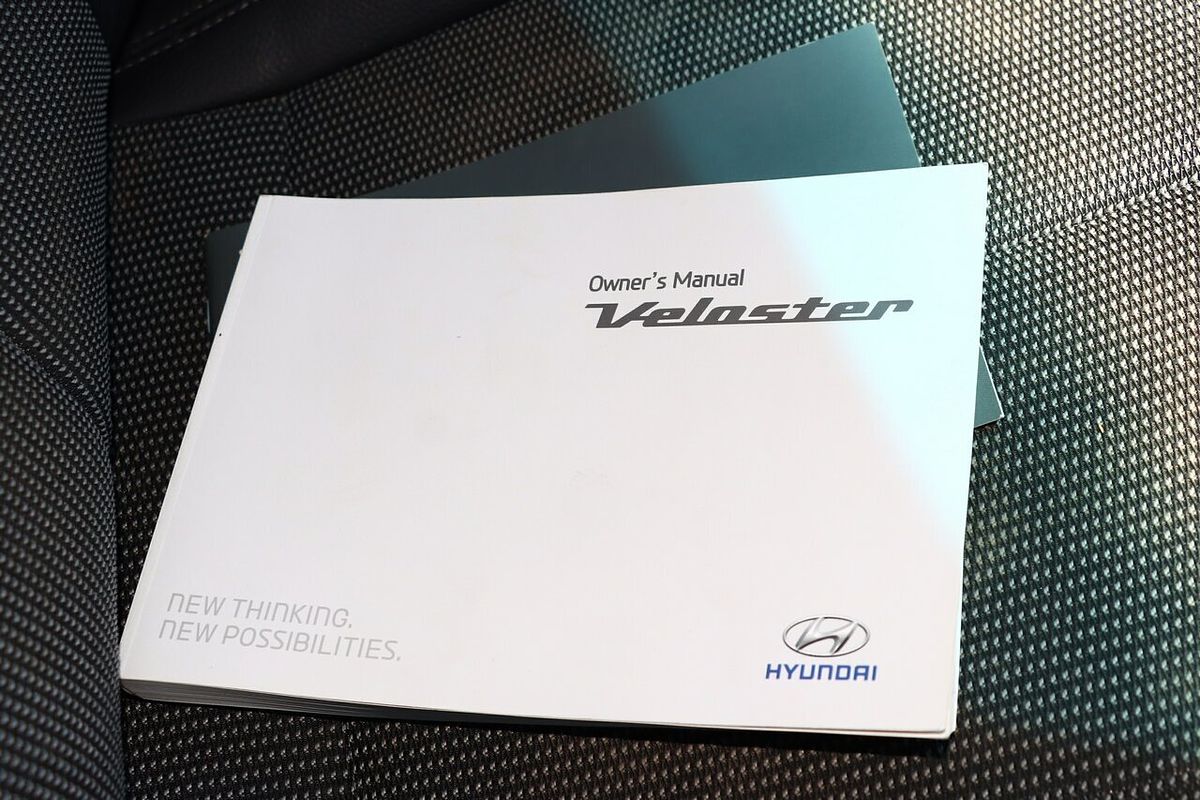 Owner's Manual
Veloster
NEW THINKING.
NEW POSSIBILITIES.
HYUNDAI